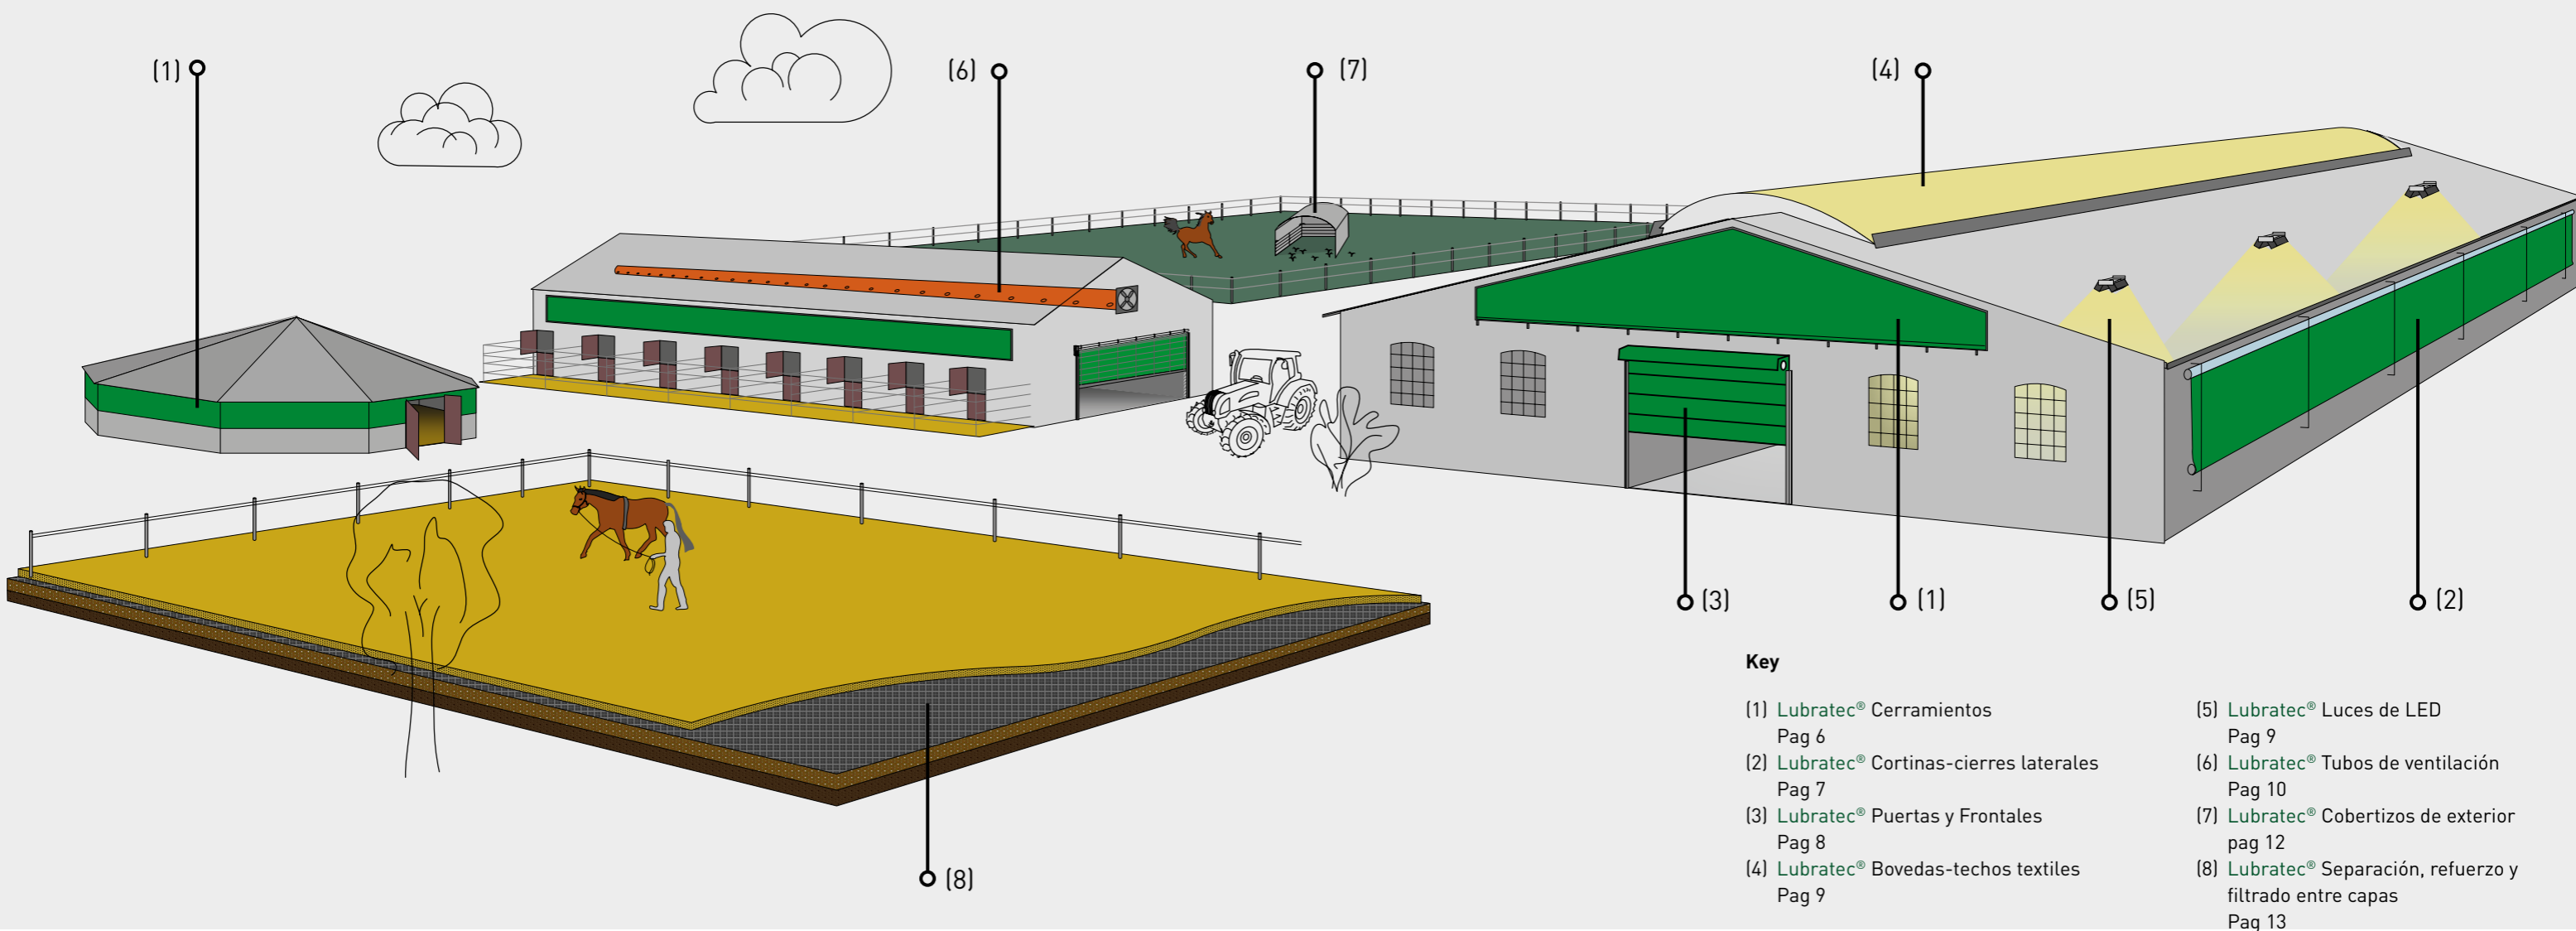 (1)
(6)
(7)
(4)
(3)
(1)
(5)
(2)
(8)
Key
(1) Lubratec® Cerramientos
Pag 6
(2) Lubratec® Cortinas-cierres laterales
Pag 7
(3) Lubratec® Puertas y Frontales
Pag 8
(4) Lubratec® Bovedas-techos textiles
Pag 9
(5) Lubratec® Luces de LED
Pag 9
(6) Lubratec® Tubos de ventilación
Pag 10
(7) Lubratec® Cobertizos de exterior
pag 12
(8) Lubratec® Separación, refuerzo y
filtrado entre capas
Pag 13